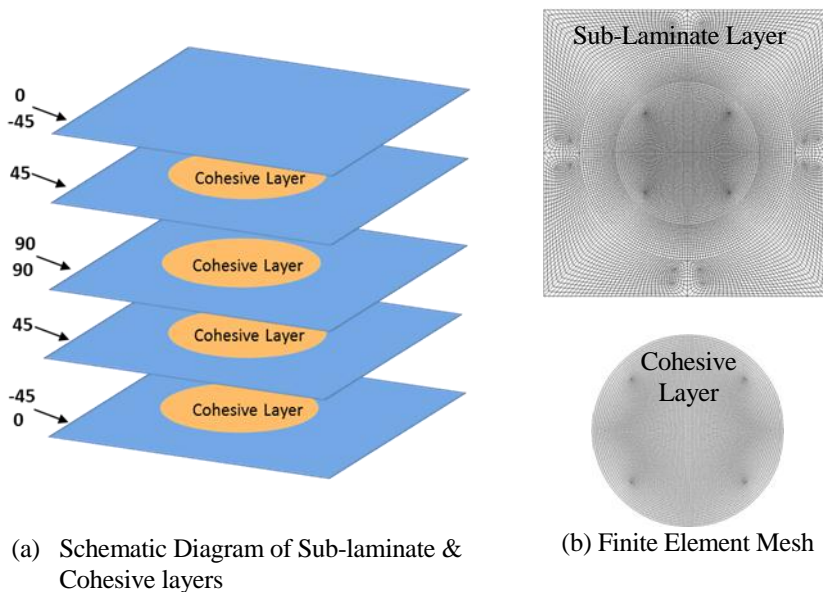 0
-45
45
90
90
45
-45
0
Cohesive Layer
Cohesive Layer
Cohesive Layer
Cohesive Layer
(a) Schematic Diagram of Sub-laminate &
Cohesive layers
Sub-Laminate Layer
Cohesive
Layer
(b) Finite Element Mesh